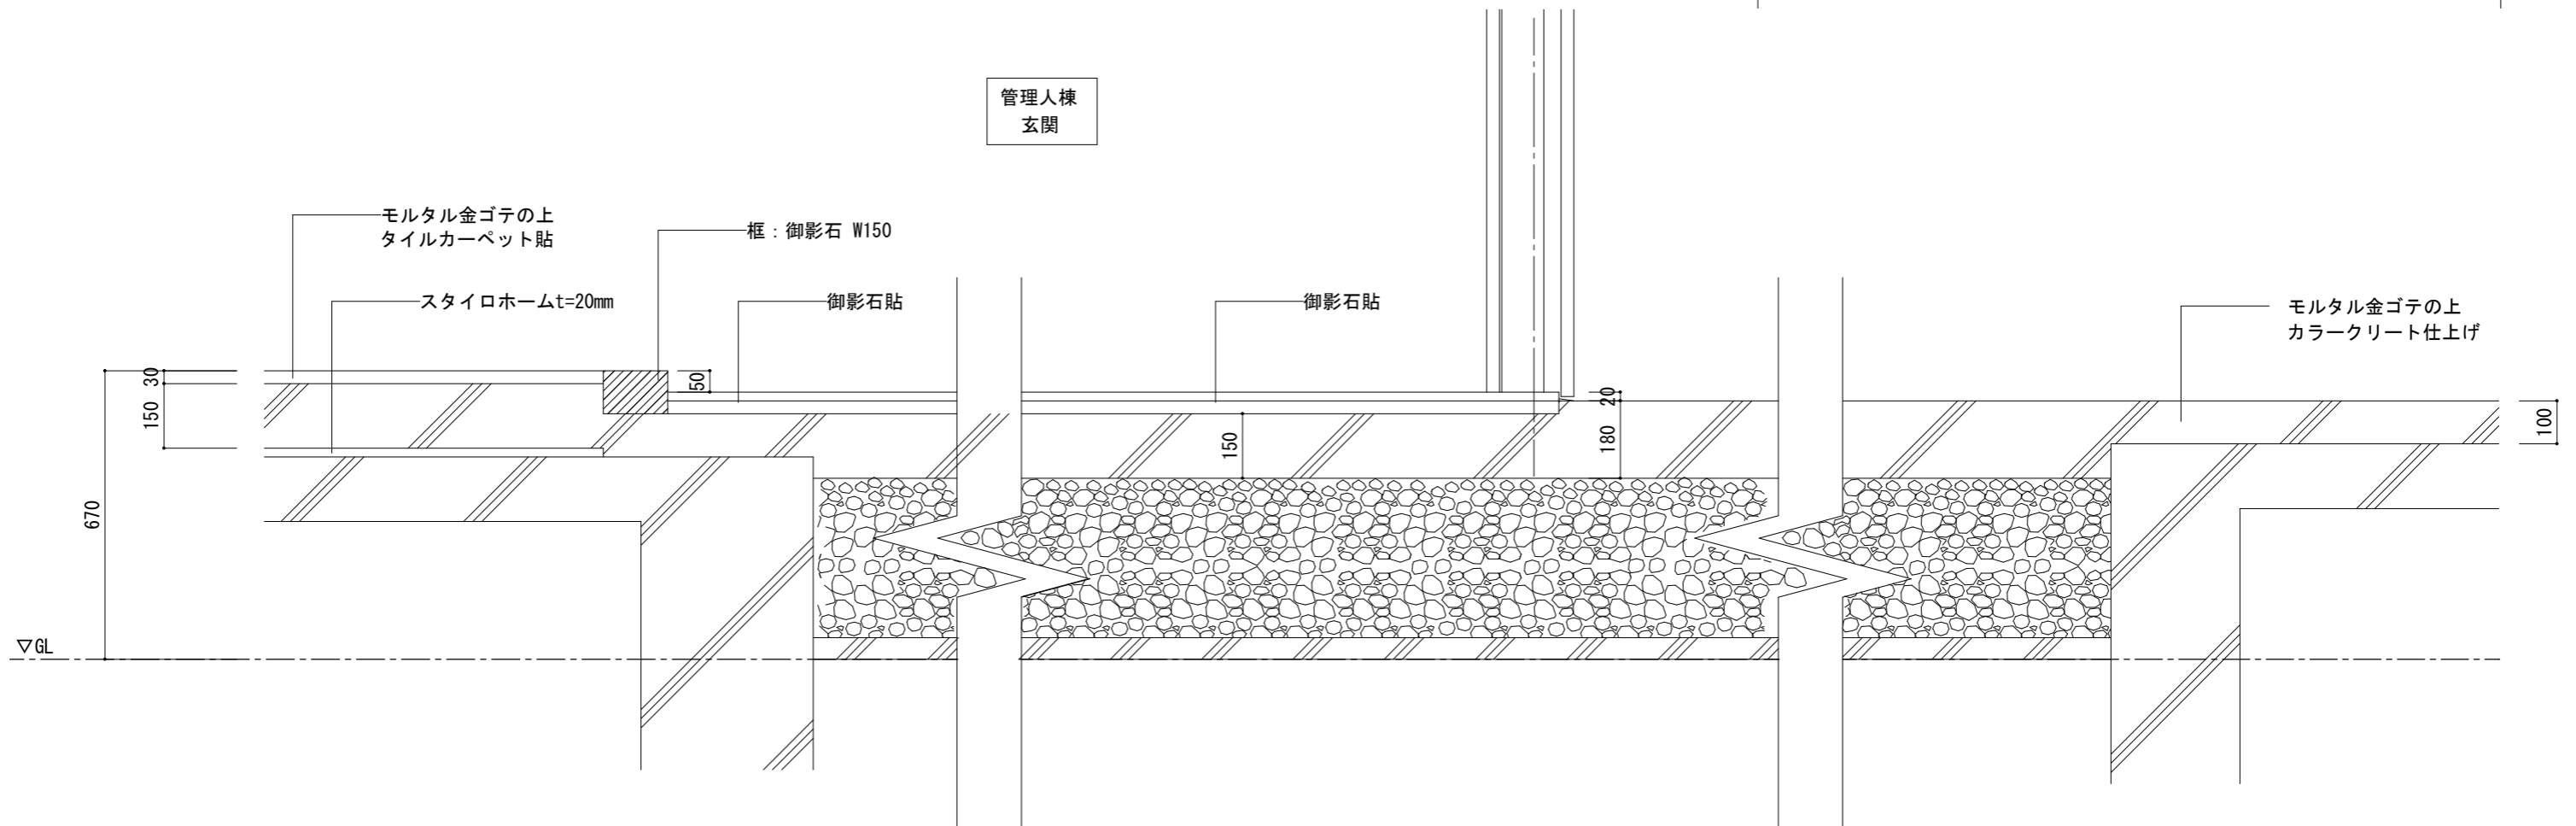 管理人棟
玄関
モルタル金ゴテの上
タイルカーペット貼
框：御影石 W150
スタイロホームt=20mm
御影石貼
御影石貼
モルタル金ゴテの上
カラークリート仕上げ
30
150
670
50
150
20
180
100
▽GL